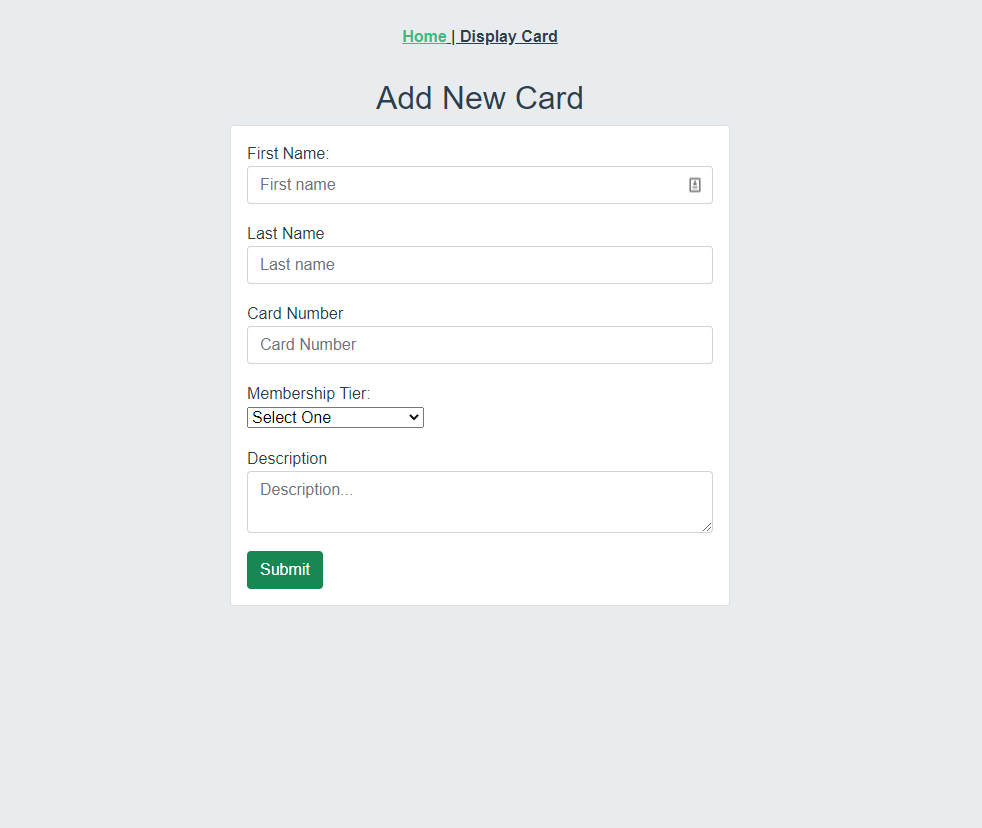 Home | Display Card
Add New Card
First Name:
First name
Last Name
Last name
Card Number
Card Number
Membership Tier:
Select One
Description
Description...
Submit